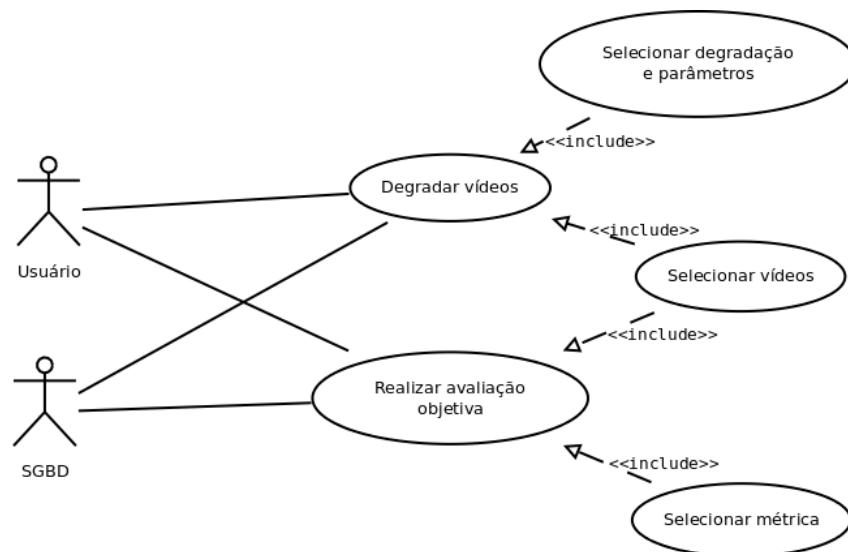 Selecionar degradação
e parâmetros
<<include>>
Degradar vídeos
Usuário
<<include>>
Selecionar vídeos
<<include>>
Realizar avaliação
objetiva
SGBD
<<include>>
Selecionar métrica